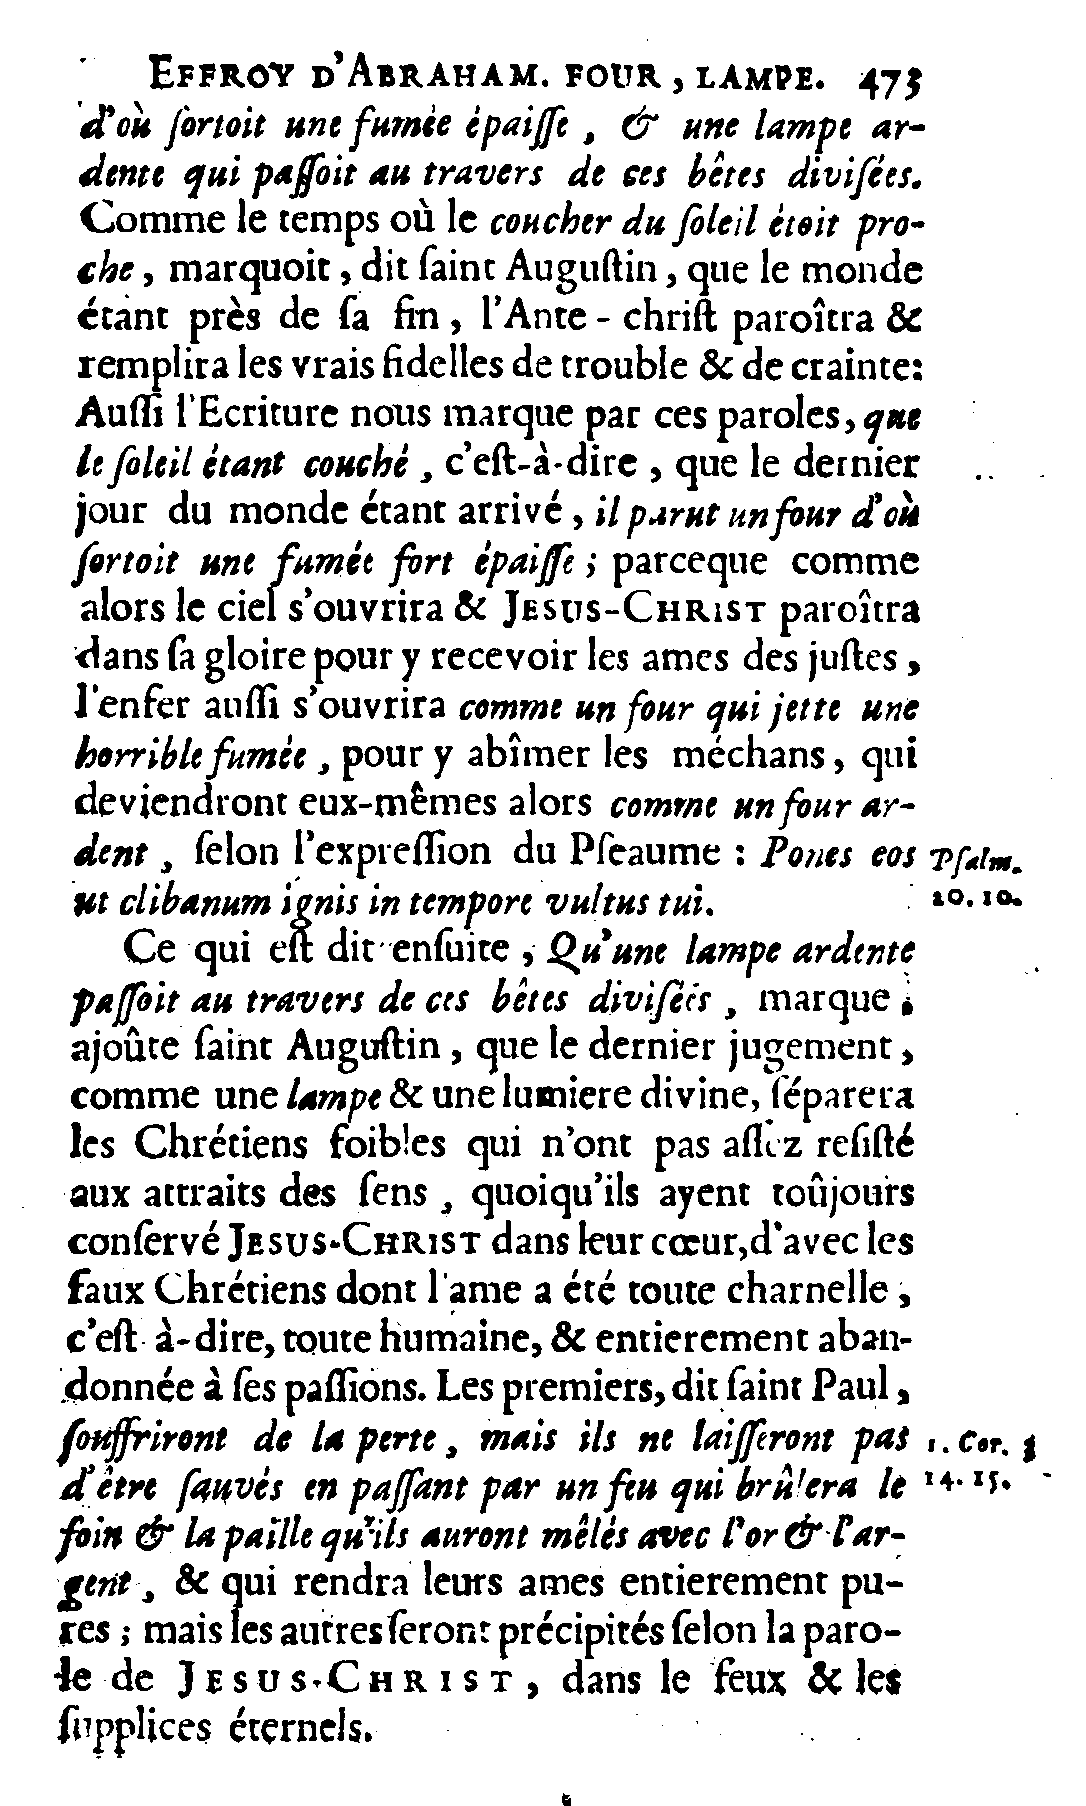 EFFROY D'ABRAHAM. FOUR, LAMPE. 473
d'où ſortoit une fumée épaiſſe, & une lampe ar-
dente qui paſſoit au travers de ces bêtes diviſées.
Comme le temps où le coucher du ſoleil étoit pro-
che, marquoit, dit ſaint Auguſtin, que le monde
étant près de ſa fin, l'Ante-chriſt paroîtra &
remplira les vrais fidelles de trouble & de crainte:
Auſſi l'Ecriture nous marque par ces paroles, que
le ſoleil étant couché, c'eſt-à-dire, que le dernier
jour du monde étant arrivé, il parut un four d'où
ſortoit une fumée fort épaiſſe; parceque comme
alors le ciel s'ouvrira & JESUS-CHRIST paroîtra
dans ſa gloire pour y recevoir les ames des juſtes,
l'enfer auſſi s'ouvrira comme un four qui jette une
horrible fumée, pour y abîmer les méchans, qui
deviendront eux-mêmes alors comme un four ar-
dent, ſelon l'expreſſion du Pſeaume: Pones eos
Pſalm.
ut clibanum ignis in tempore vultus tui.
20. 10.
Ce qui eſt dit enſuite, Qu'une lampe ardente
paſſoit au travers de ces bêtes diviſées, marque,
ajoûte ſaint Auguſtin, que le dernier jugement,
comme une lampe & une lumiere divine, ſéparera
les Chrétiens foibles qui n'ont pas aſſez reſiſté
aux attraits des ſens, quoiqu'ils ayent toûjours
conſervé JESUS-CHRIST dans leur cœur, d'avec les
faux Chrétiens dont l'ame a été toute charnelle,
c'eſt-à-dire, toute humaine, & entierement aban-
donnée à ſes paſſions. Les premiers, dit ſaint Paul,
ſouffriront de la perte, mais ils ne laiſſeront pas
1. Cor. 3
d'être ſauvés en paſſant par un feu qui brûlera le
14. 15.
foin & la paille qu'ils auront mêlés avec l'or & l'ar-
gent, & qui rendra leurs ames entierement pu-
res; mais les autres ſeront précipités ſelon la paro-
le de JESUS-CHRIST, dans le feux & les
ſupplices éternels.